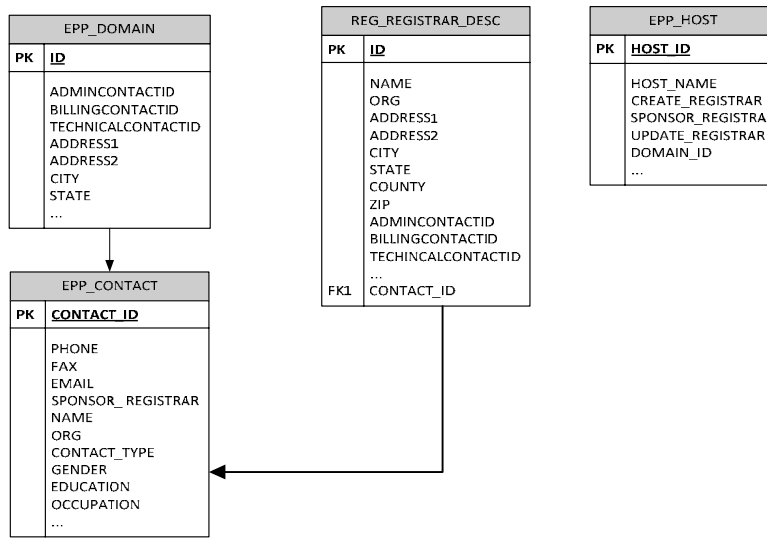 EPP_DOMAIN
PK ID
ADMINCONTACTID
BILLINGCONTACTID
TECHNICALCONTACTID
ADDRESS1
ADDRESS2
CITY
STATE
...
EPP_CONTACT
PK CONTACT_ID
PHONE
FAX
EMAIL
SPONSOR_ REGISTRAR
NAME
ORG
CONTACT_TYPE
GENDER
EDUCATION
OCCUPATION
...
REG_REGISTRAR_DESC
PK ID
NAME
ORG
ADDRESS1
ADDRESS2
CITY
STATE
COUNTY
ZIP
ADMINCONTACTID
BILLINGCONTACTID
TECHINCALCONTACTID
...
FK1 CONTACT_ID
EPP_HOST
PK HOST_ID
HOST_NAME
CREATE_REGISTRAR
SPONSOR_REGISTRA
UPDATE_REGISTRAR
DOMAIN_ID
...